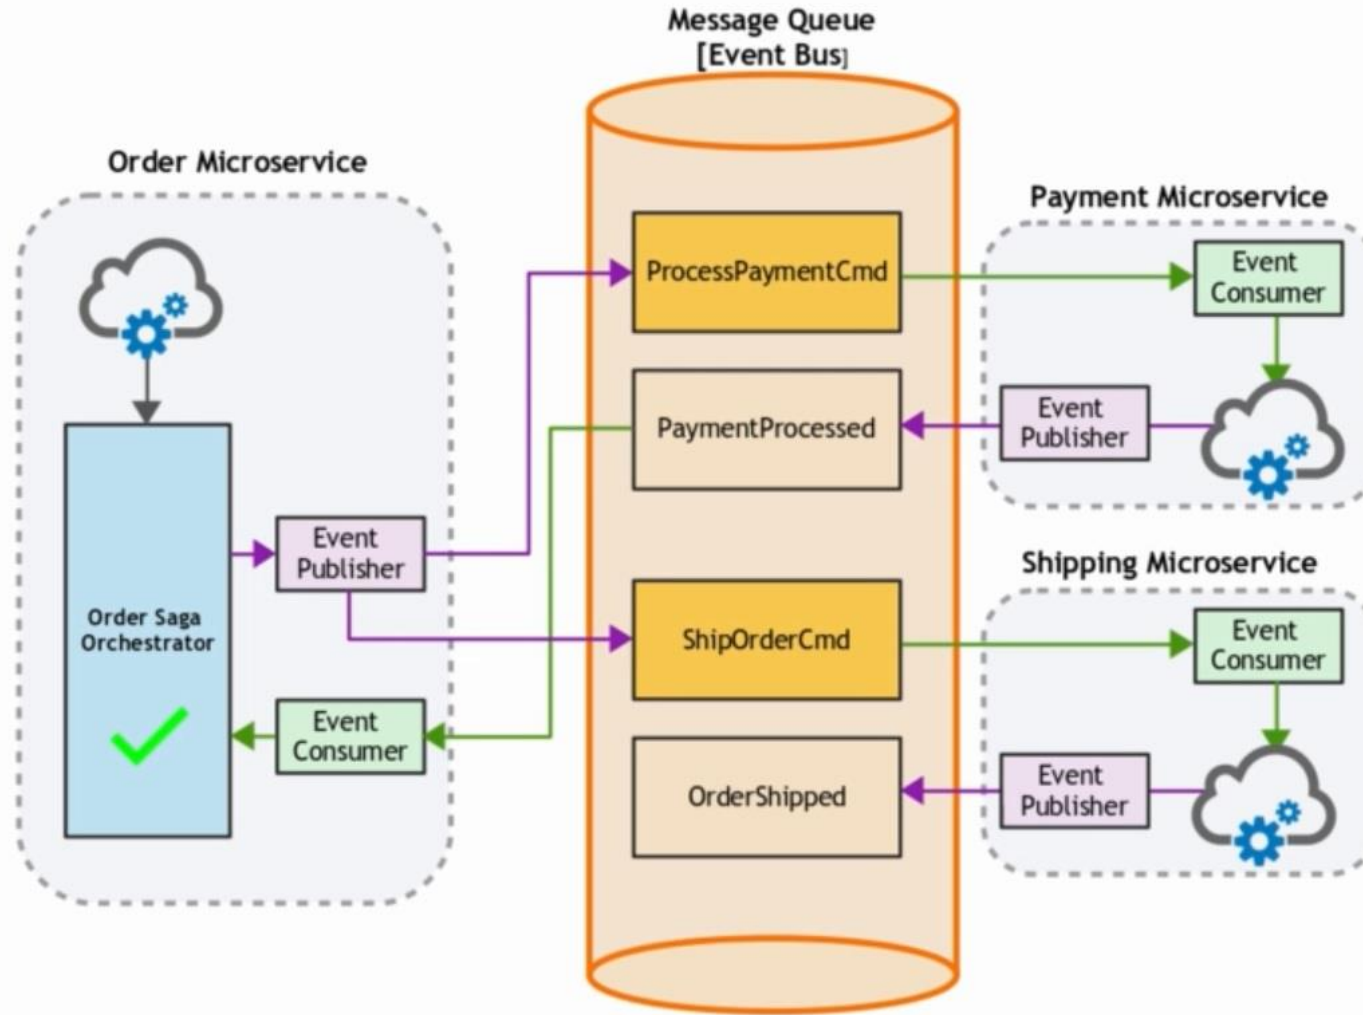 Message Queue
[Event Bus]
Order Microservice
Payment Microservice
ProcessPaymentCmd
Event
Consumer
PaymentProcessed
Event
Publisher
Event
Publisher
Shipping Microservice
Order Saga
Orchestrator
ShipOrderCmd
Event
Consumer
Event
Consumer
OrderShipped
Event
Publisher